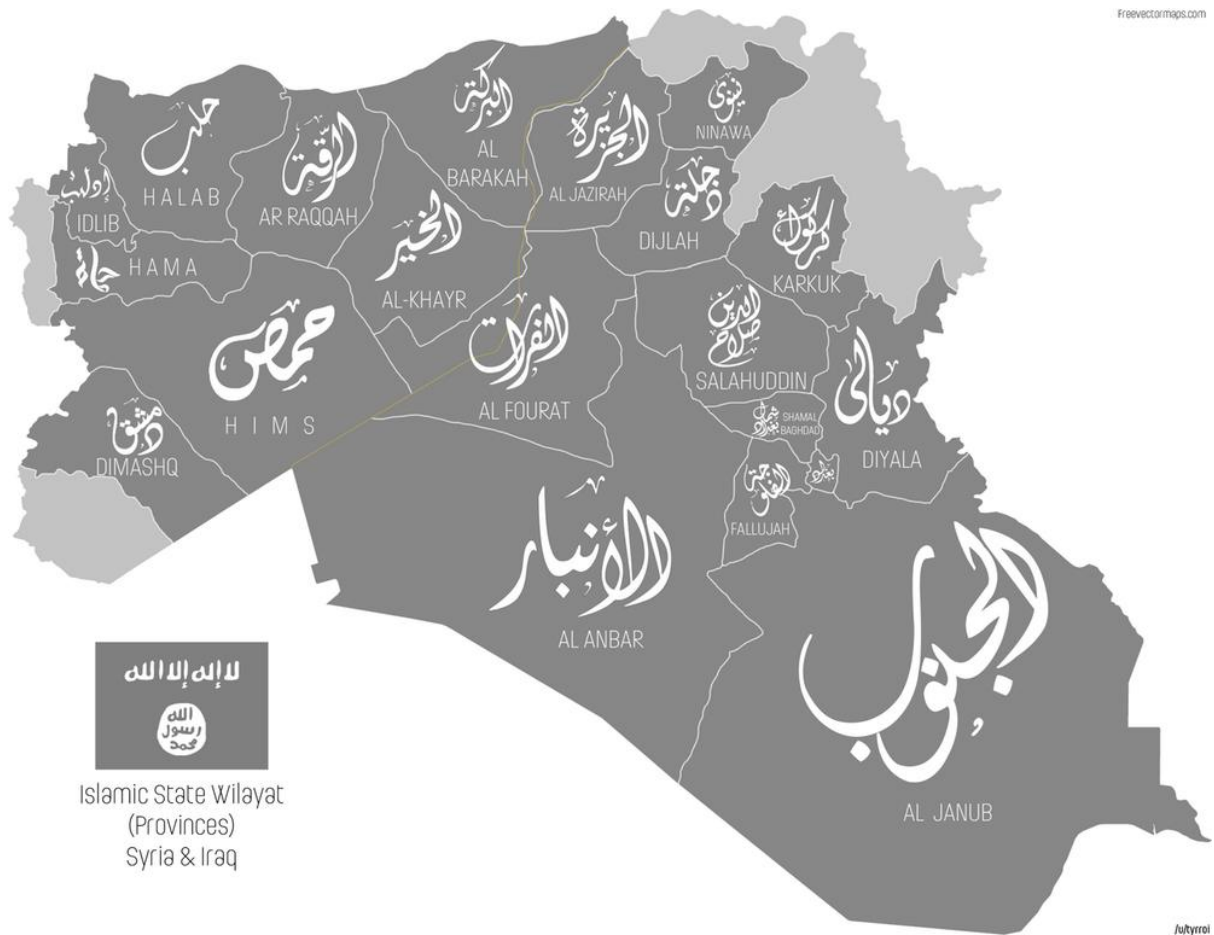 Freevectormaps.com
حلب
HALAB
الرقة
AR RAQQAH
البركة
AL
BARAKAH
الجزيرة
AL JAZIRAH
نينوى
NINAWA
إدلب
IDLIB
حماة
HAMA
الخير
AL-KHAYR
دجلة
DIJLAH
كركوك
KARKUK
حمص
HIMS
الفرات
AL FOURAT
صلاح الدين
SALAHUDDIN
ديالى
DIYALA
دمشق
DIMASHQ
شمال بغداد
SHAMAL
BAGHDAD
الفلوجة
FALLUJAH
بغداد
الأنبار
AL ANBAR
الجنوب
AL JANUB
لا إله إلا الله
الله
رسول
محمد
Islamic State Wilayat
(Provinces)
Syria & Iraq
/u/tyrroi